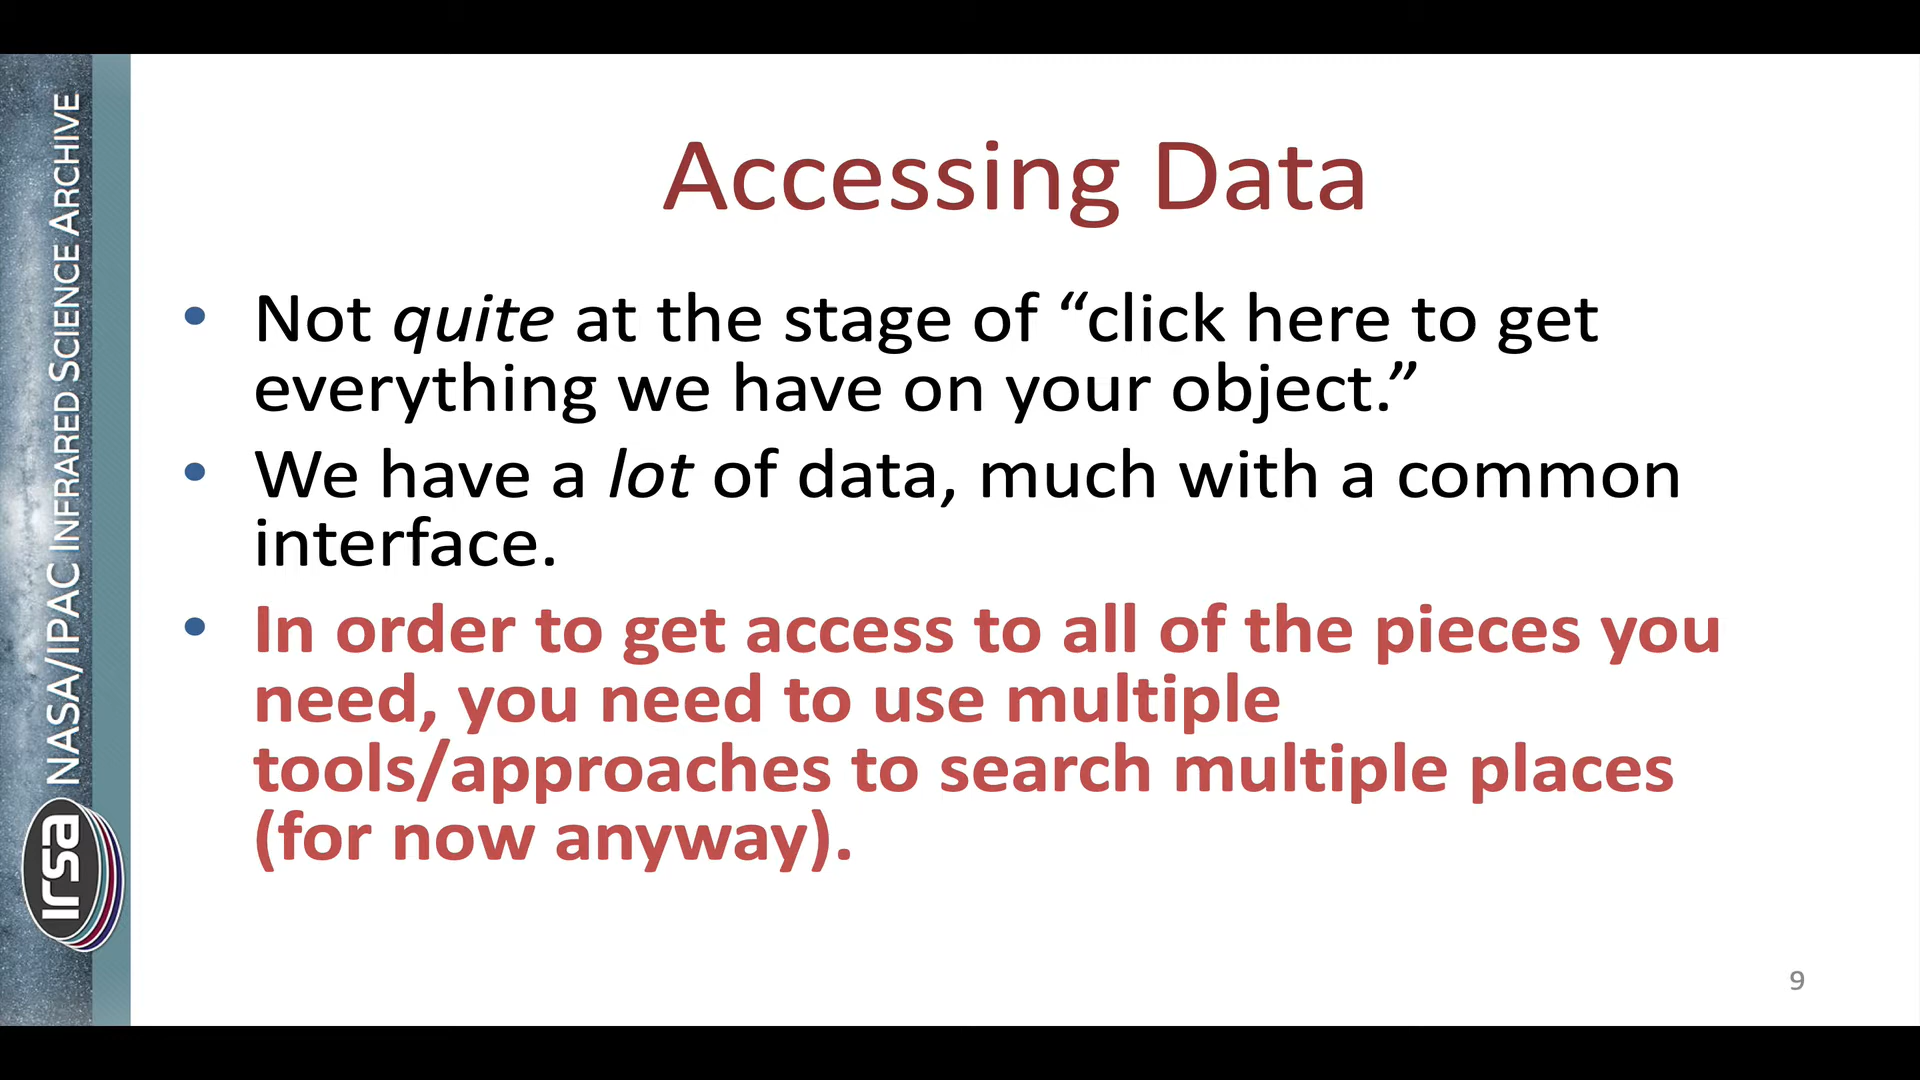 Accessing Data
• Not quite at the stage of “click here to get
everything we have on your object.”
• We have a lot of data, much with a common
interface.
• In order to get access to all of the pieces you
need, you need to use multiple
tools/approaches to search multiple places
(for now anyway).
NASA/IPAC INFRARED SCIENCE ARCHIVE
irsa
9